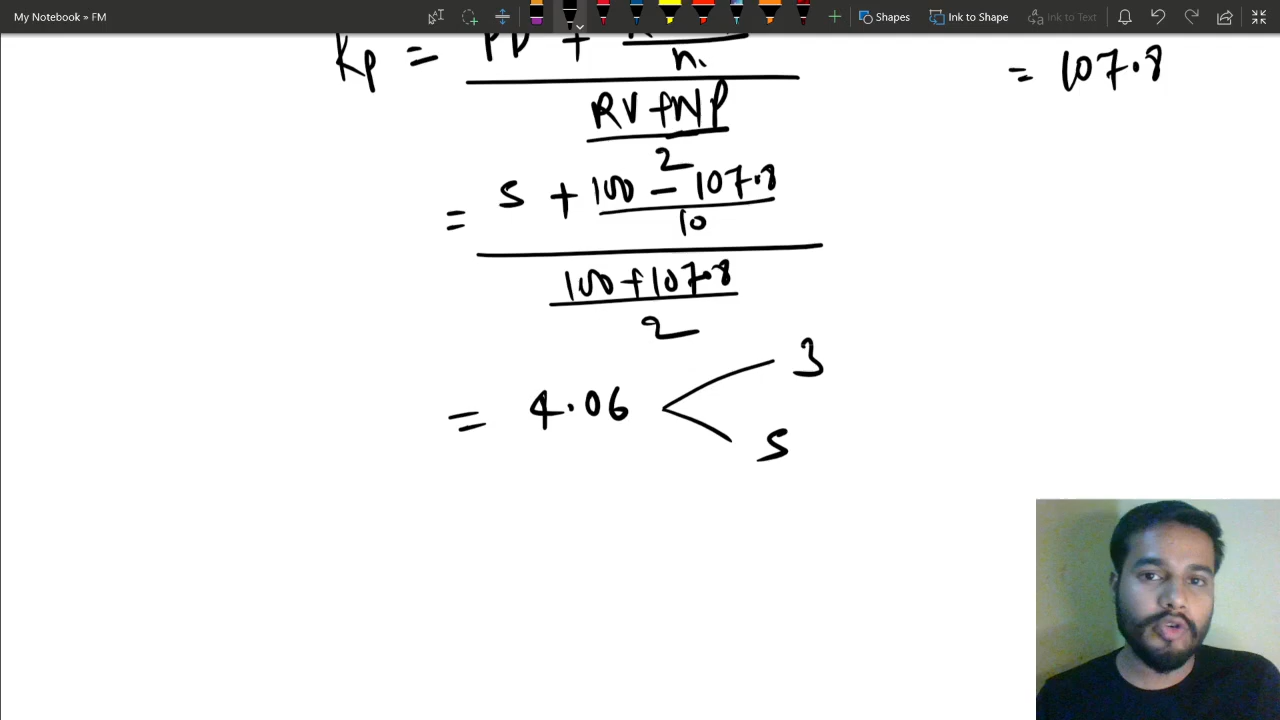 My Notebook » FM
Shapes
Ink to Shape
Ink to Text
Kp = PD +
n.
RV + NP
2
= 107.8
= 5 + 100 - 107.8
10
100 + 107.8
2
= 4.06
3
5